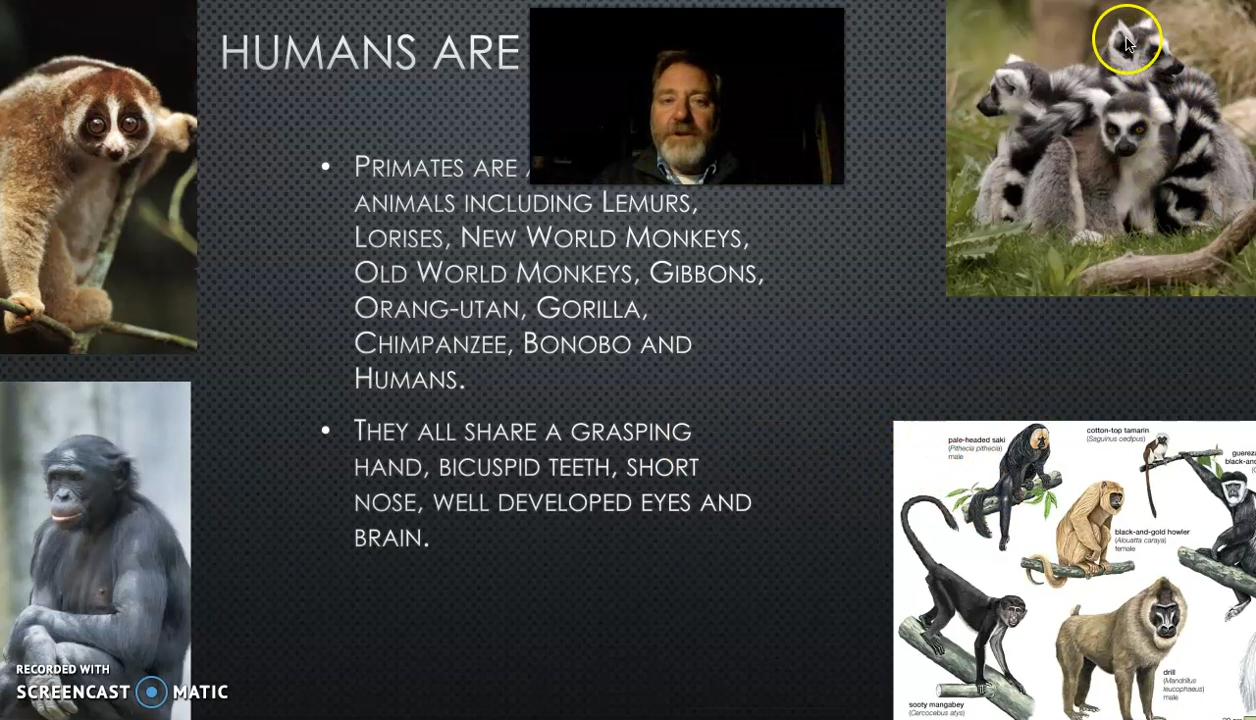 HUMANS ARE
• PRIMATES ARE
ANIMALS INCLUDING LEMURS,
LORISES, NEW WORLD MONKEYS,
OLD WORLD MONKEYS, GIBBONS,
ORANG-UTAN, GORILLA,
CHIMPANZEE, BONOBO AND
HUMANS.
• THEY ALL SHARE A GRASPING
HAND, BICUSPID TEETH, SHORT
NOSE, WELL DEVELOPED EYES AND
BRAIN.
pale-headed saki
(Pithecia pithecia)
male
cotton-top tamarin
(Saguinus oedipus)
guereza
black-and
black-and-gold howler
(Alouatta caraya)
female
drill
(Mandrillus
leucophaeus)
male
sooty mangabey
(Cercocebus atys)
RECORDED WITH
SCREENCAST MATIC